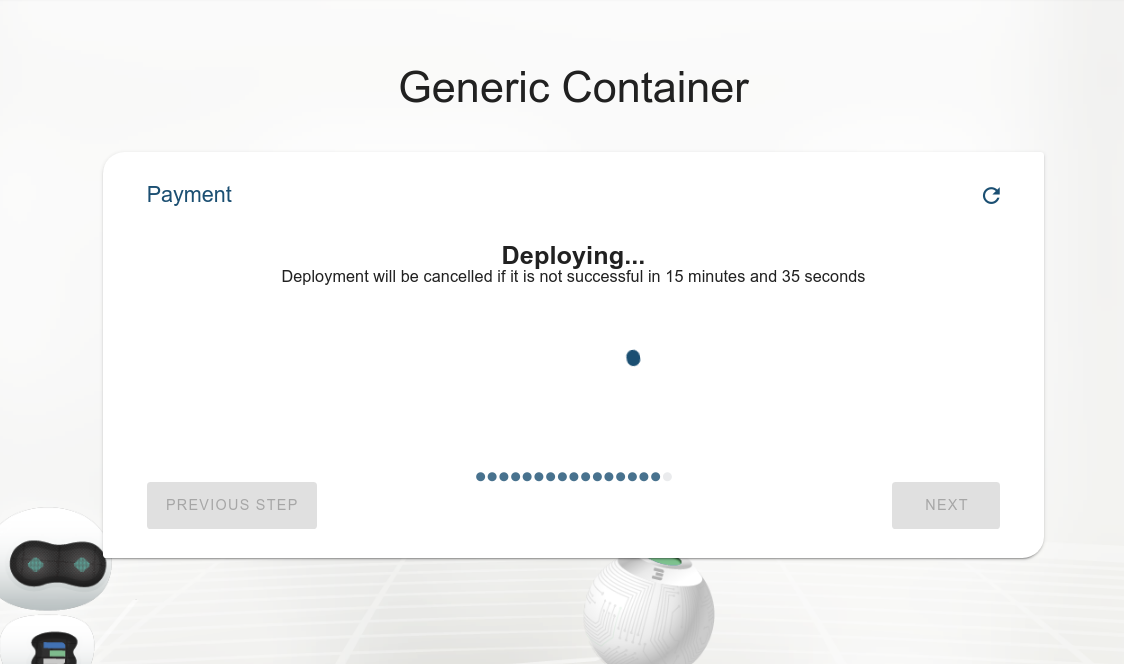 Generic Container
Payment
Deploying...
Deployment will be cancelled if it is not successful in 15 minutes and 35 seconds
PREVIOUS STEP
NEXT